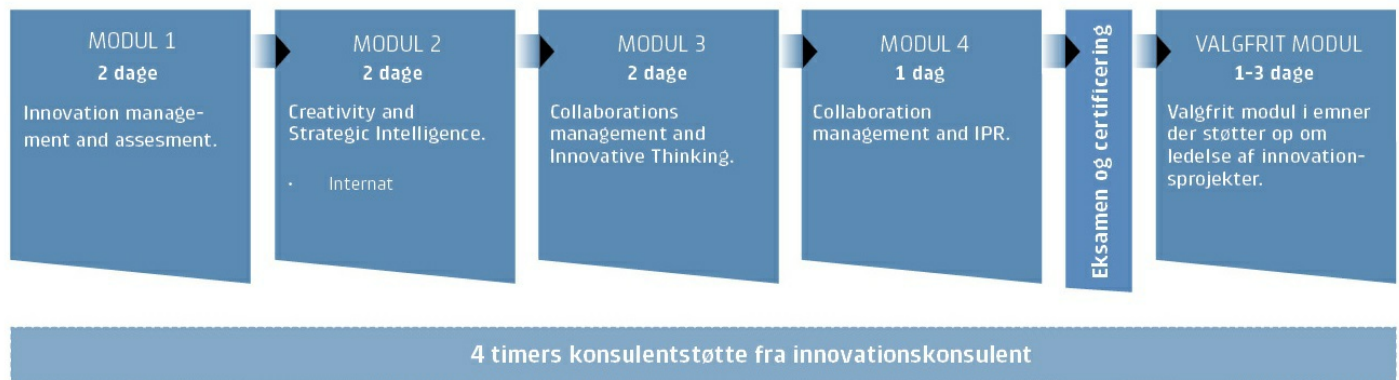 MODUL 1
2 dage
Innovation manage-
ment and assesment.
MODUL 2
2 dage
Creativity and
Strategic Intelligence.
• Internat
MODUL 3
2 dage
Collaborations
management and
Innovative Thinking.
MODUL 4
1 dag
Collaboration
management and IPR.
Eksamen og certificering
VALGFRIT MODUL
1-3 dage
Valgfrit modul i emner
der støtter op om
ledelse af innovation-
sprojekter.
4 timers konsulentstøtte fra innovationskonsulent